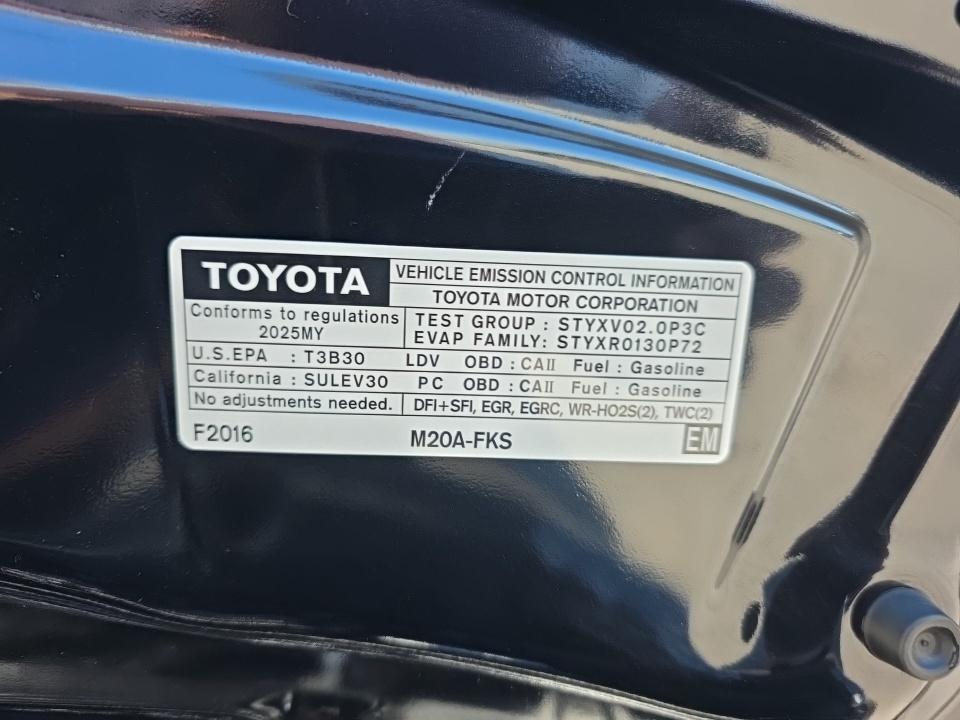 TOYOTA
VEHICLE EMISSION CONTROL INFORMATION
TOYOTA MOTOR CORPORATION
Conforms to regulations
2025MY
TEST GROUP : STYXV02.0P3C
EVAP FAMILY: STYXR0130P72
U.S.EPA : T3B30 LDV OBD : CAII Fuel : Gasoline
California : SULEV30 PC OBD : CAII Fuel : Gasoline
No adjustments needed. DFI+SFI, EGR, EGRC, WR-HO2S(2), TWC(2)
F2016 M20A-FKS EM